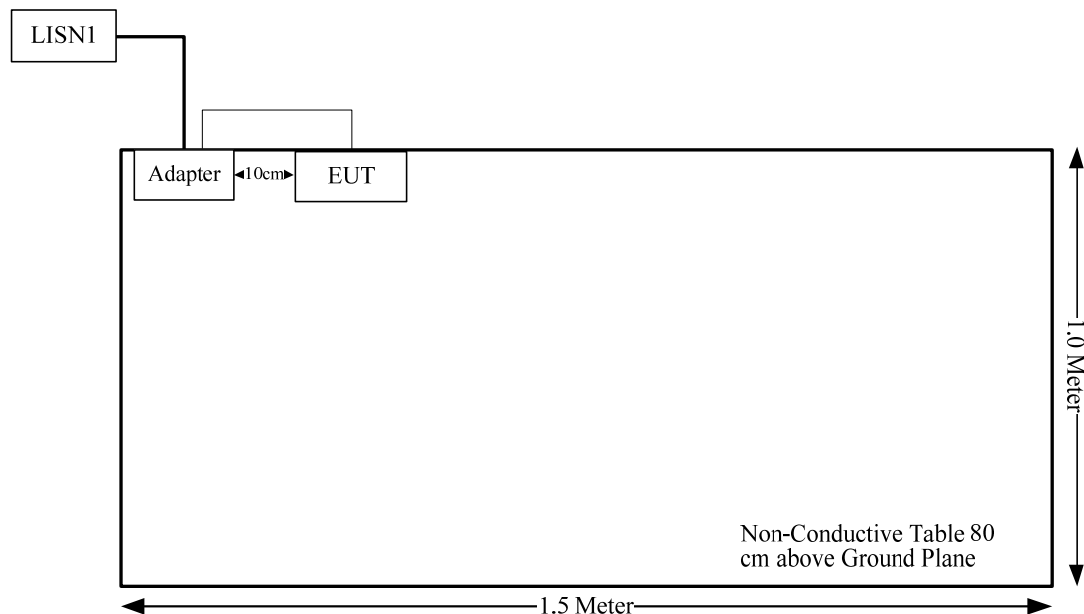 LISN1
Adapter
10cm
EUT
1.0 Meter
Non-Conductive Table 80
cm above Ground Plane
1.5 Meter